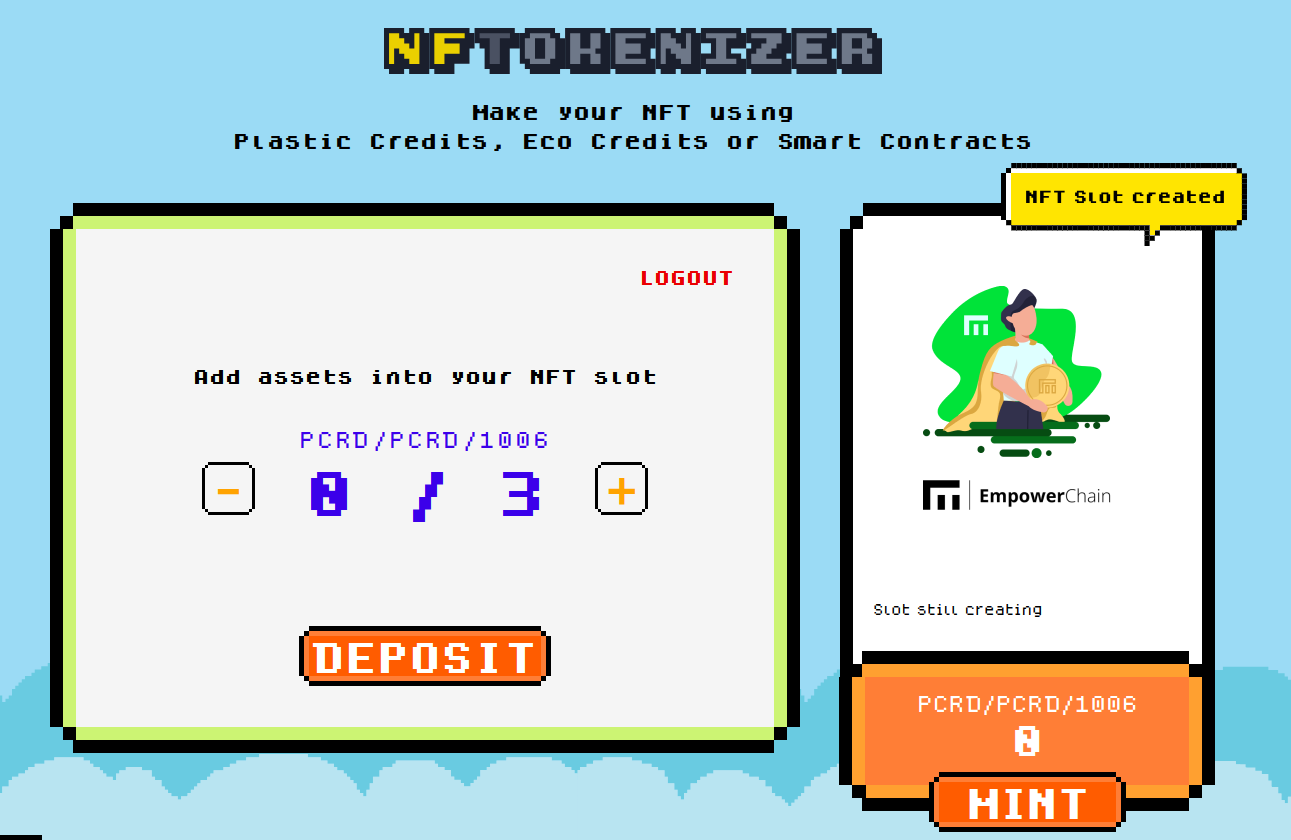 NFTOKENIZER
Make your NFT using
Plastic Credits, Eco Credits or Smart Contracts
NFT Slot created
LOGOUT
Add assets into your NFT slot
PCRD/PCRD/1006
- 0 / 3 +
DEPOSIT
EmpowerChain
Slot still creating
PCRD/PCRD/1006
0
MINT